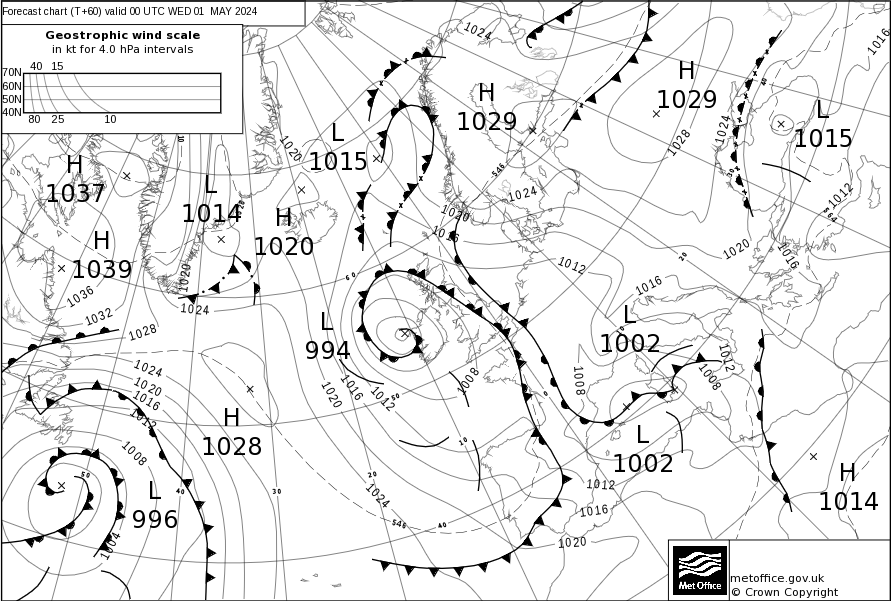 Forecast chart (T+60) valid 00 UTC WED 01 MAY 2024
Geostrophic wind scale
in kt for 4.0 hPa intervals
40 15
70N
60N
50N
40N
80 25 10
1024
1016
H
1029
H
1029
L
1015
1024
1028
L
1015
1020
H
1037
546
1024
1012
564
L
1014
1020
H
1020
1020
1016
1020
1016
H
1039
1020
1012
1016
1036
1024
1032
1028
L
994
L
1002
1012
1008
1024
1020
1016
1012
1020
1016
1012
1008
1008
H
1028
L
1002
1008
H
1014
L
996
1004
1024
546
1012
1016
1020
60
50
40
30
20
10
0
10
20
30
40
50
Met Office
metoffice.gov.uk
© Crown Copyright